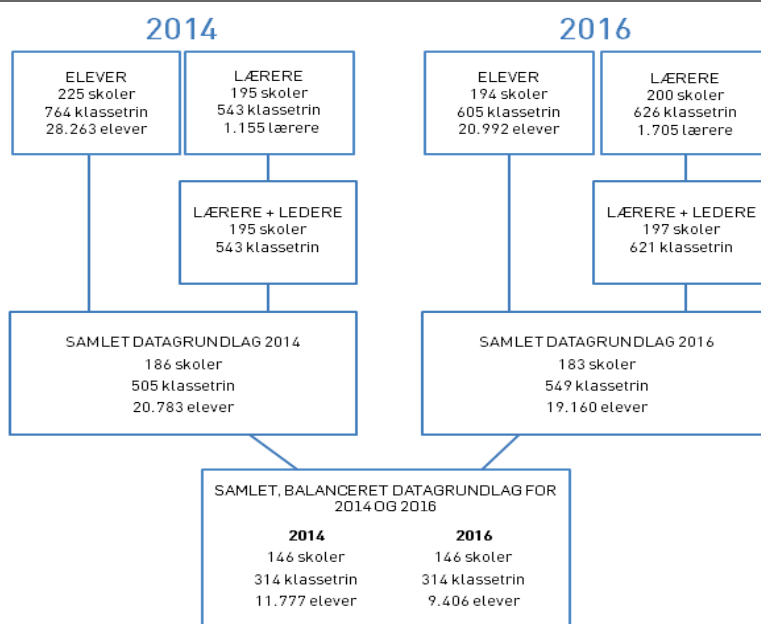 2014
ELEVER
225 skoler
764 klassetrin
28.263 elever
LÆRERE
195 skoler
543 klassetrin
1.155 lærere
LÆRERE + LEDERE
195 skoler
543 klassetrin
SAMLET DATAGRUNDLAG 2014
186 skoler
505 klassetrin
20.783 elever
2016
ELEVER
194 skoler
605 klassetrin
20.992 elever
LÆRERE
200 skoler
626 klassetrin
1.705 lærere
LÆRERE + LEDERE
197 skoler
621 klassetrin
SAMLET DATAGRUNDLAG 2016
183 skoler
549 klassetrin
19.160 elever
SAMLET, BALANCERET DATAGRUNDLAG FOR
2014 OG 2016
2014
146 skoler
314 klassetrin
11.777 elever
2016
146 skoler
314 klassetrin
9.406 elever